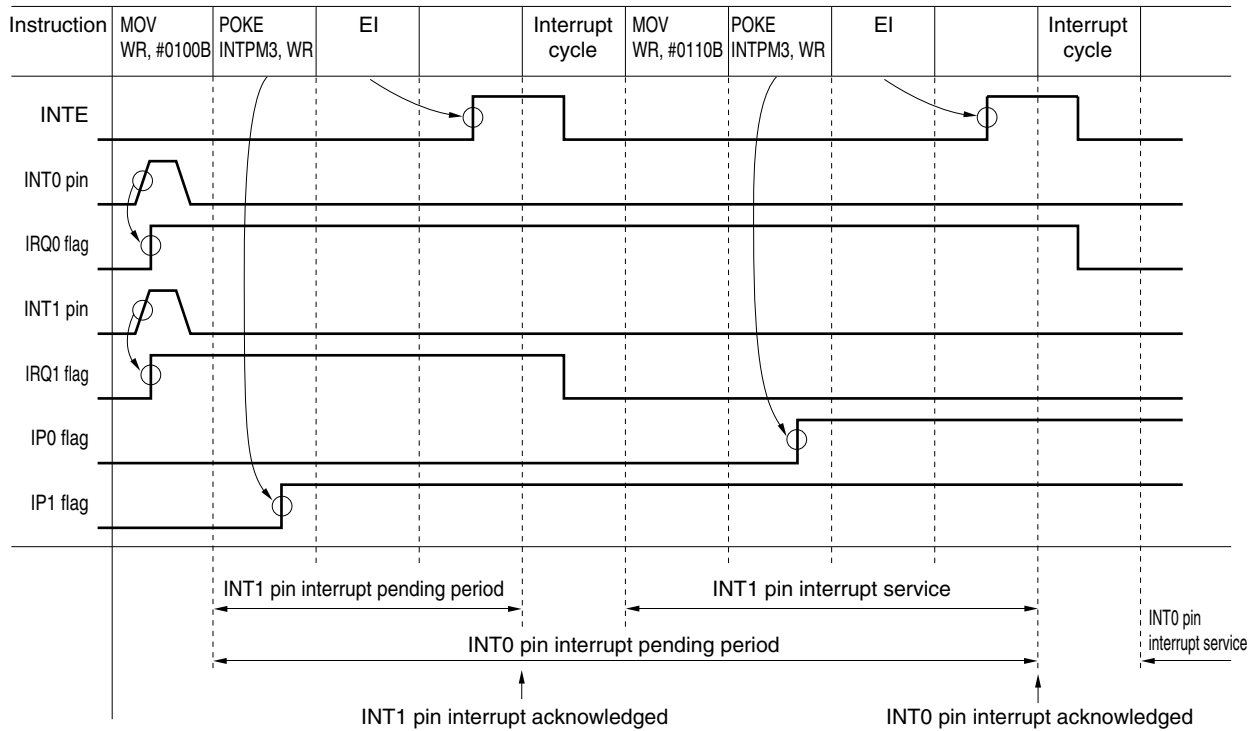 Instruction
MOV
WR, #0100B
POKE
INTPM3, WR
EI
Interrupt
cycle
MOV
WR, #0110B
POKE
INTPM3, WR
EI
Interrupt
cycle
INTE
INT0 pin
IRQ0 flag
INT1 pin
IRQ1 flag
IP0 flag
IP1 flag
INT1 pin interrupt pending period
INT1 pin interrupt service
INT0 pin interrupt pending period
INT0 pin
interrupt service
INT1 pin interrupt acknowledged
INT0 pin interrupt acknowledged